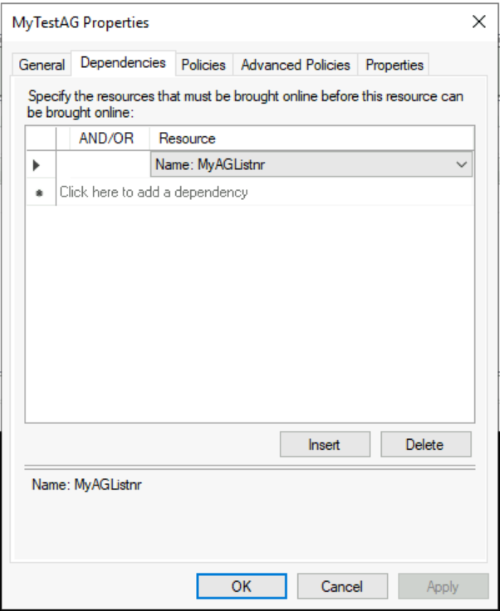 MyTestAG Properties
General Dependencies Policies Advanced Policies Properties
Specify the resources that must be brought online before this resource can
be brought online:
AND/OR Resource
Name: MyAGListnr
Click here to add a dependency
Insert Delete
Name: MyAGListnr
OK Cancel Apply